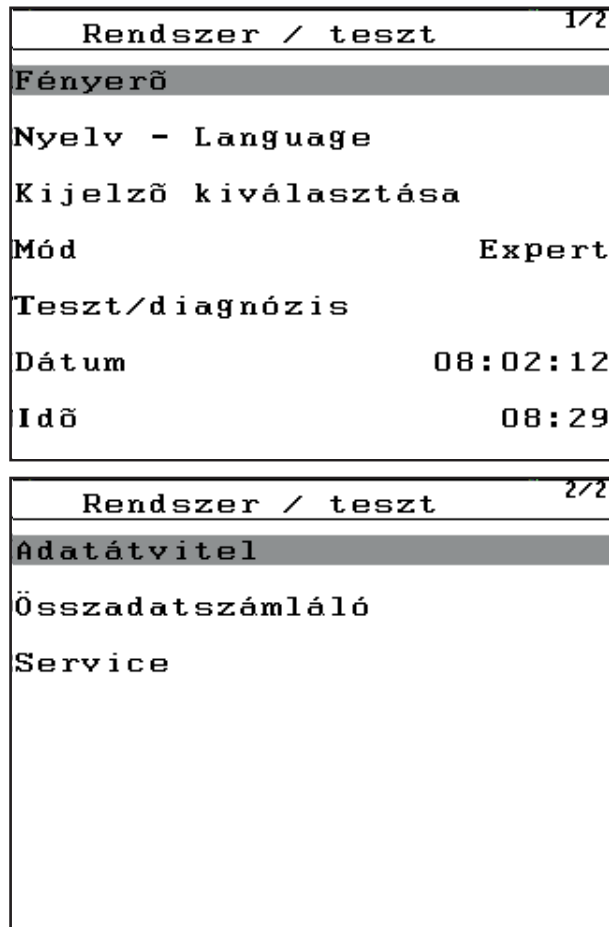 Rendszer / teszt 1/2
Fényerõ
Nyelv - Language
Kijelzõ kiválasztása
Mód Expert
Teszt/diagnózis
Dátum 08:02:12
Idõ 08:29
Rendszer / teszt 2/2
Adatátvitel
Összadatszámláló
Service